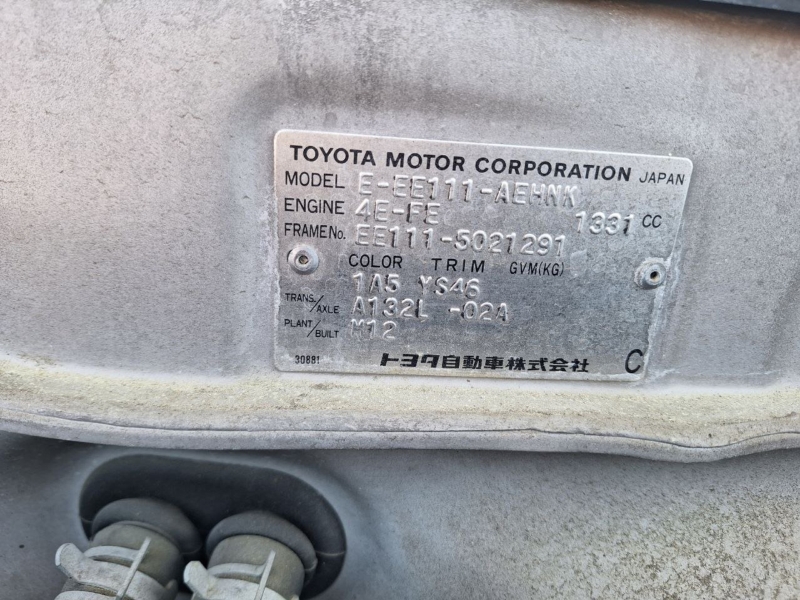 TOYOTA MOTOR CORPORATION JAPAN
MODEL E-EE111-AEHNK
ENGINE 4E-FE 1331 CC
FRAME No. EE111-5021291
COLOR TRIM GVM(KG)
1A5 YS46
TRANS./AXLE A132L -02A
PLANT/BUILT M12
30881 トヨタ自動車株式会社 C